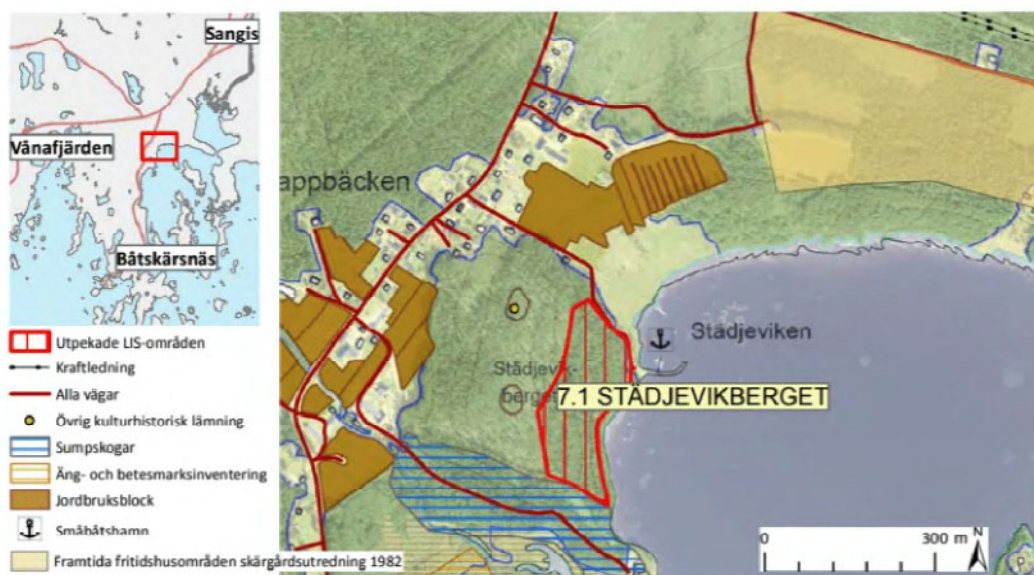 Sangis
Vånafjärden
Båtskärsnäs
Utpekade LIS-områden
Kraftledning
Alla vägar
Övrig kulturhistorisk lämning
Sumpskogar
Äng- och betesmarksinventering
Jordbruksblock
Småbåtshamn
Framtida fritidshusområden skärgårdsutredning 1982
appbäcken
Städjeviken
Städjevik-
berget
7.1 STÄDJEVIKBERGET
0 300 m
N